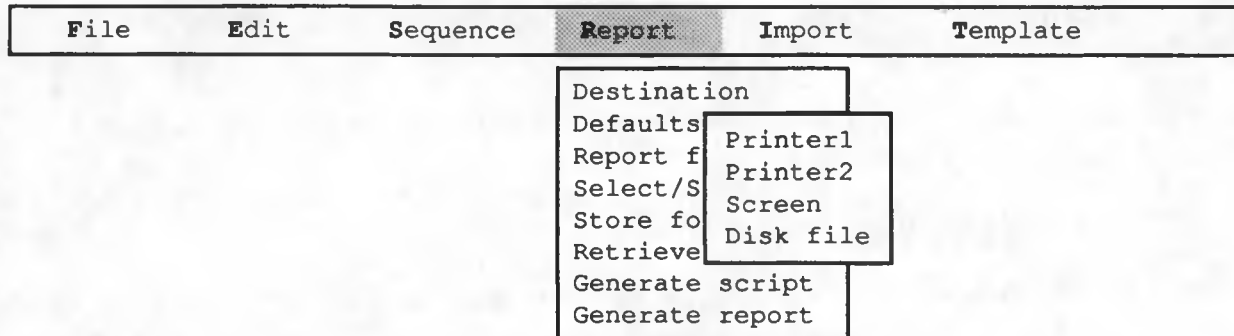 File Edit Sequence Report Import Template
Destination
Defaults
Report f
Select/S
Store fo
Retrieve
Generate script
Generate report
Printer1
Printer2
Screen
Disk file